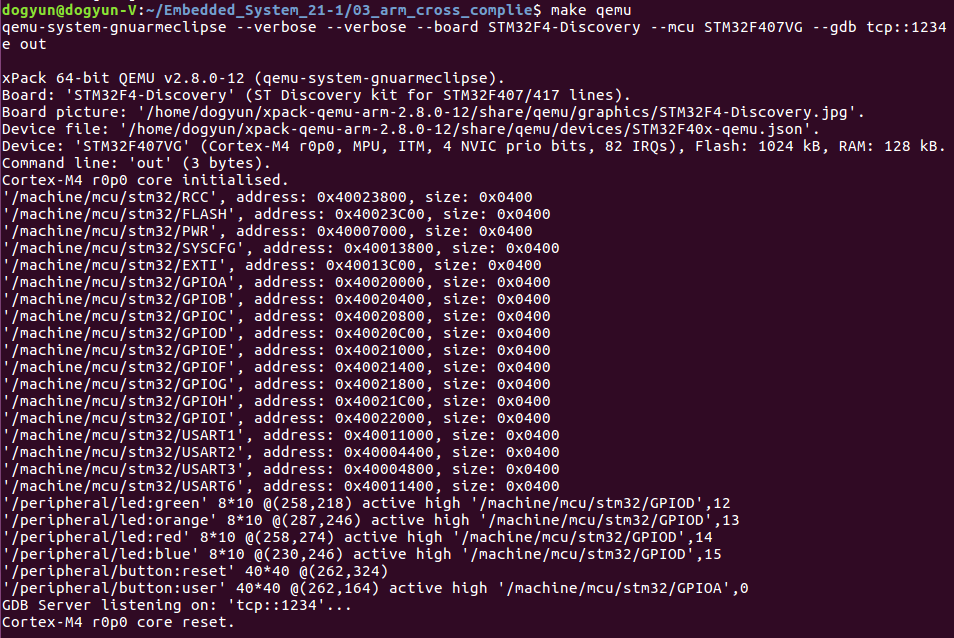 dogyun@dogyun-V:~/Embedded_System_21-1/03_arm_cross_complie$ make qemu
qemu-system-gnuarmeclipse --verbose --verbose --board STM32F4-Discovery --mcu STM32F407VG --gdb tcp::1234
e out
xPack 64-bit QEMU v2.8.0-12 (qemu-system-gnuarmeclipse).
Board: 'STM32F4-Discovery' (ST Discovery kit for STM32F407/417 lines).
Board picture: '/home/dogyun/xpack-qemu-arm-2.8.0-12/share/qemu/graphics/STM32F4-Discovery.jpg'.
Device file: '/home/dogyun/xpack-qemu-arm-2.8.0-12/share/qemu/devices/STM32F40x-qemu.json'.
Device: 'STM32F407VG' (Cortex-M4 r0p0, MPU, ITM, 4 NVIC prio bits, 82 IRQs), Flash: 1024 kB, RAM: 128 kB.
Command line: 'out' (3 bytes).
Cortex-M4 r0p0 core initialised.
'/machine/mcu/stm32/RCC', address: 0x40023800, size: 0x0400
'/machine/mcu/stm32/FLASH', address: 0x40023C00, size: 0x0400
'/machine/mcu/stm32/PWR', address: 0x40007000, size: 0x0400
'/machine/mcu/stm32/SYSCFG', address: 0x40013800, size: 0x0400
'/machine/mcu/stm32/EXTI', address: 0x40013C00, size: 0x0400
'/machine/mcu/stm32/GPIOA', address: 0x40020000, size: 0x0400
'/machine/mcu/stm32/GPIOB', address: 0x40020400, size: 0x0400
'/machine/mcu/stm32/GPIOC', address: 0x40020800, size: 0x0400
'/machine/mcu/stm32/GPIOD', address: 0x40020C00, size: 0x0400
'/machine/mcu/stm32/GPIOE', address: 0x40021000, size: 0x0400
'/machine/mcu/stm32/GPIOF', address: 0x40021400, size: 0x0400
'/machine/mcu/stm32/GPIOG', address: 0x40021800, size: 0x0400
'/machine/mcu/stm32/GPIOH', address: 0x40021C00, size: 0x0400
'/machine/mcu/stm32/GPIOI', address: 0x40022000, size: 0x0400
'/machine/mcu/stm32/USART1', address: 0x40011000, size: 0x0400
'/machine/mcu/stm32/USART2', address: 0x40004400, size: 0x0400
'/machine/mcu/stm32/USART3', address: 0x40004800, size: 0x0400
'/machine/mcu/stm32/USART6', address: 0x40011400, size: 0x0400
'/peripheral/led:green' 8*10 @(258,218) active high '/machine/mcu/stm32/GPIOD',12
'/peripheral/led:orange' 8*10 @(287,246) active high '/machine/mcu/stm32/GPIOD',13
'/peripheral/led:red' 8*10 @(258,274) active high '/machine/mcu/stm32/GPIOD',14
'/peripheral/led:blue' 8*10 @(230,246) active high '/machine/mcu/stm32/GPIOD',15
'/peripheral/button:reset' 40*40 @(262,324)
'/peripheral/button:user' 40*40 @(262,164) active high '/machine/mcu/stm32/GPIOA',0
GDB Server listening on: 'tcp::1234'...
Cortex-M4 r0p0 core reset.